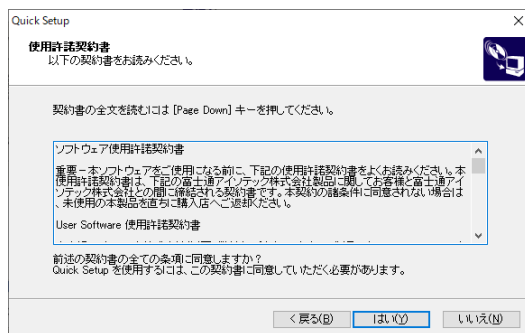 Quick Setup
使用許諾契約書
以下の契約書をお読みください。
契約書の全文を読むには [Page Down] キーを押してください。
ソフトウェア使用許諾契約書
重要－本ソフトウェアをご使用になる前に、下記の使用許諾契約書をよくお読みください。本
使用許諾契約書は、下記の富士通アイソテック株式会社製品に関してお客様と富士通アイ
ソテック株式会社との間に締結される契約書です。本契約の諸条件に同意されない場合は
、未使用の本製品を直ちに購入店へご返却ください。
User Software 使用許諾契約書
前述の契約書の全ての条項に同意しますか？
Quick Setup を使用するには、この契約書に同意していただく必要があります。
< 戻る(B)
はい(Y)
いいえ(N)